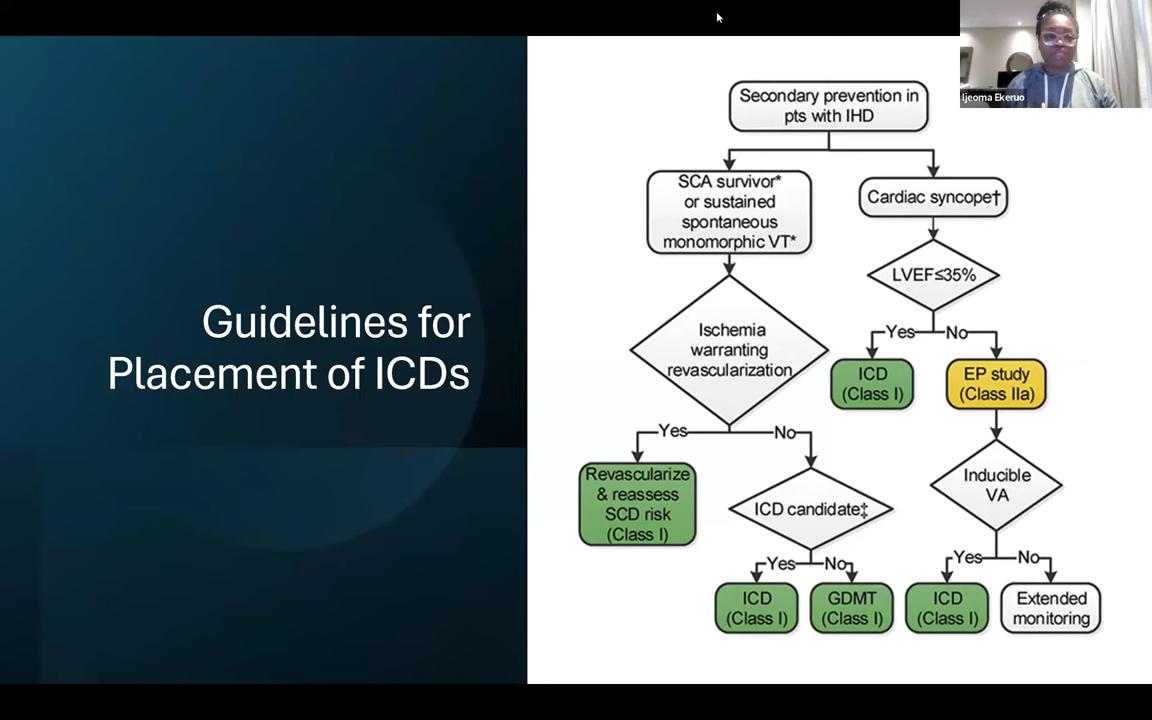 Ijeoma Ekeruo
Guidelines for
Placement of ICDs
Secondary prevention in
pts with IHD
SCA survivor*
or sustained
spontaneous
monomorphic VT*
Cardiac syncope†
LVEF≤35%
Ischemia
warranting
revascularization
Yes
No
ICD
(Class I)
EP study
(Class IIa)
Yes
No
Revascularize
& reassess
SCD risk
(Class I)
ICD candidate‡
Inducible
VA
Yes
No
Yes
No
ICD
(Class I)
GDMT
(Class I)
ICD
(Class I)
Extended
monitoring